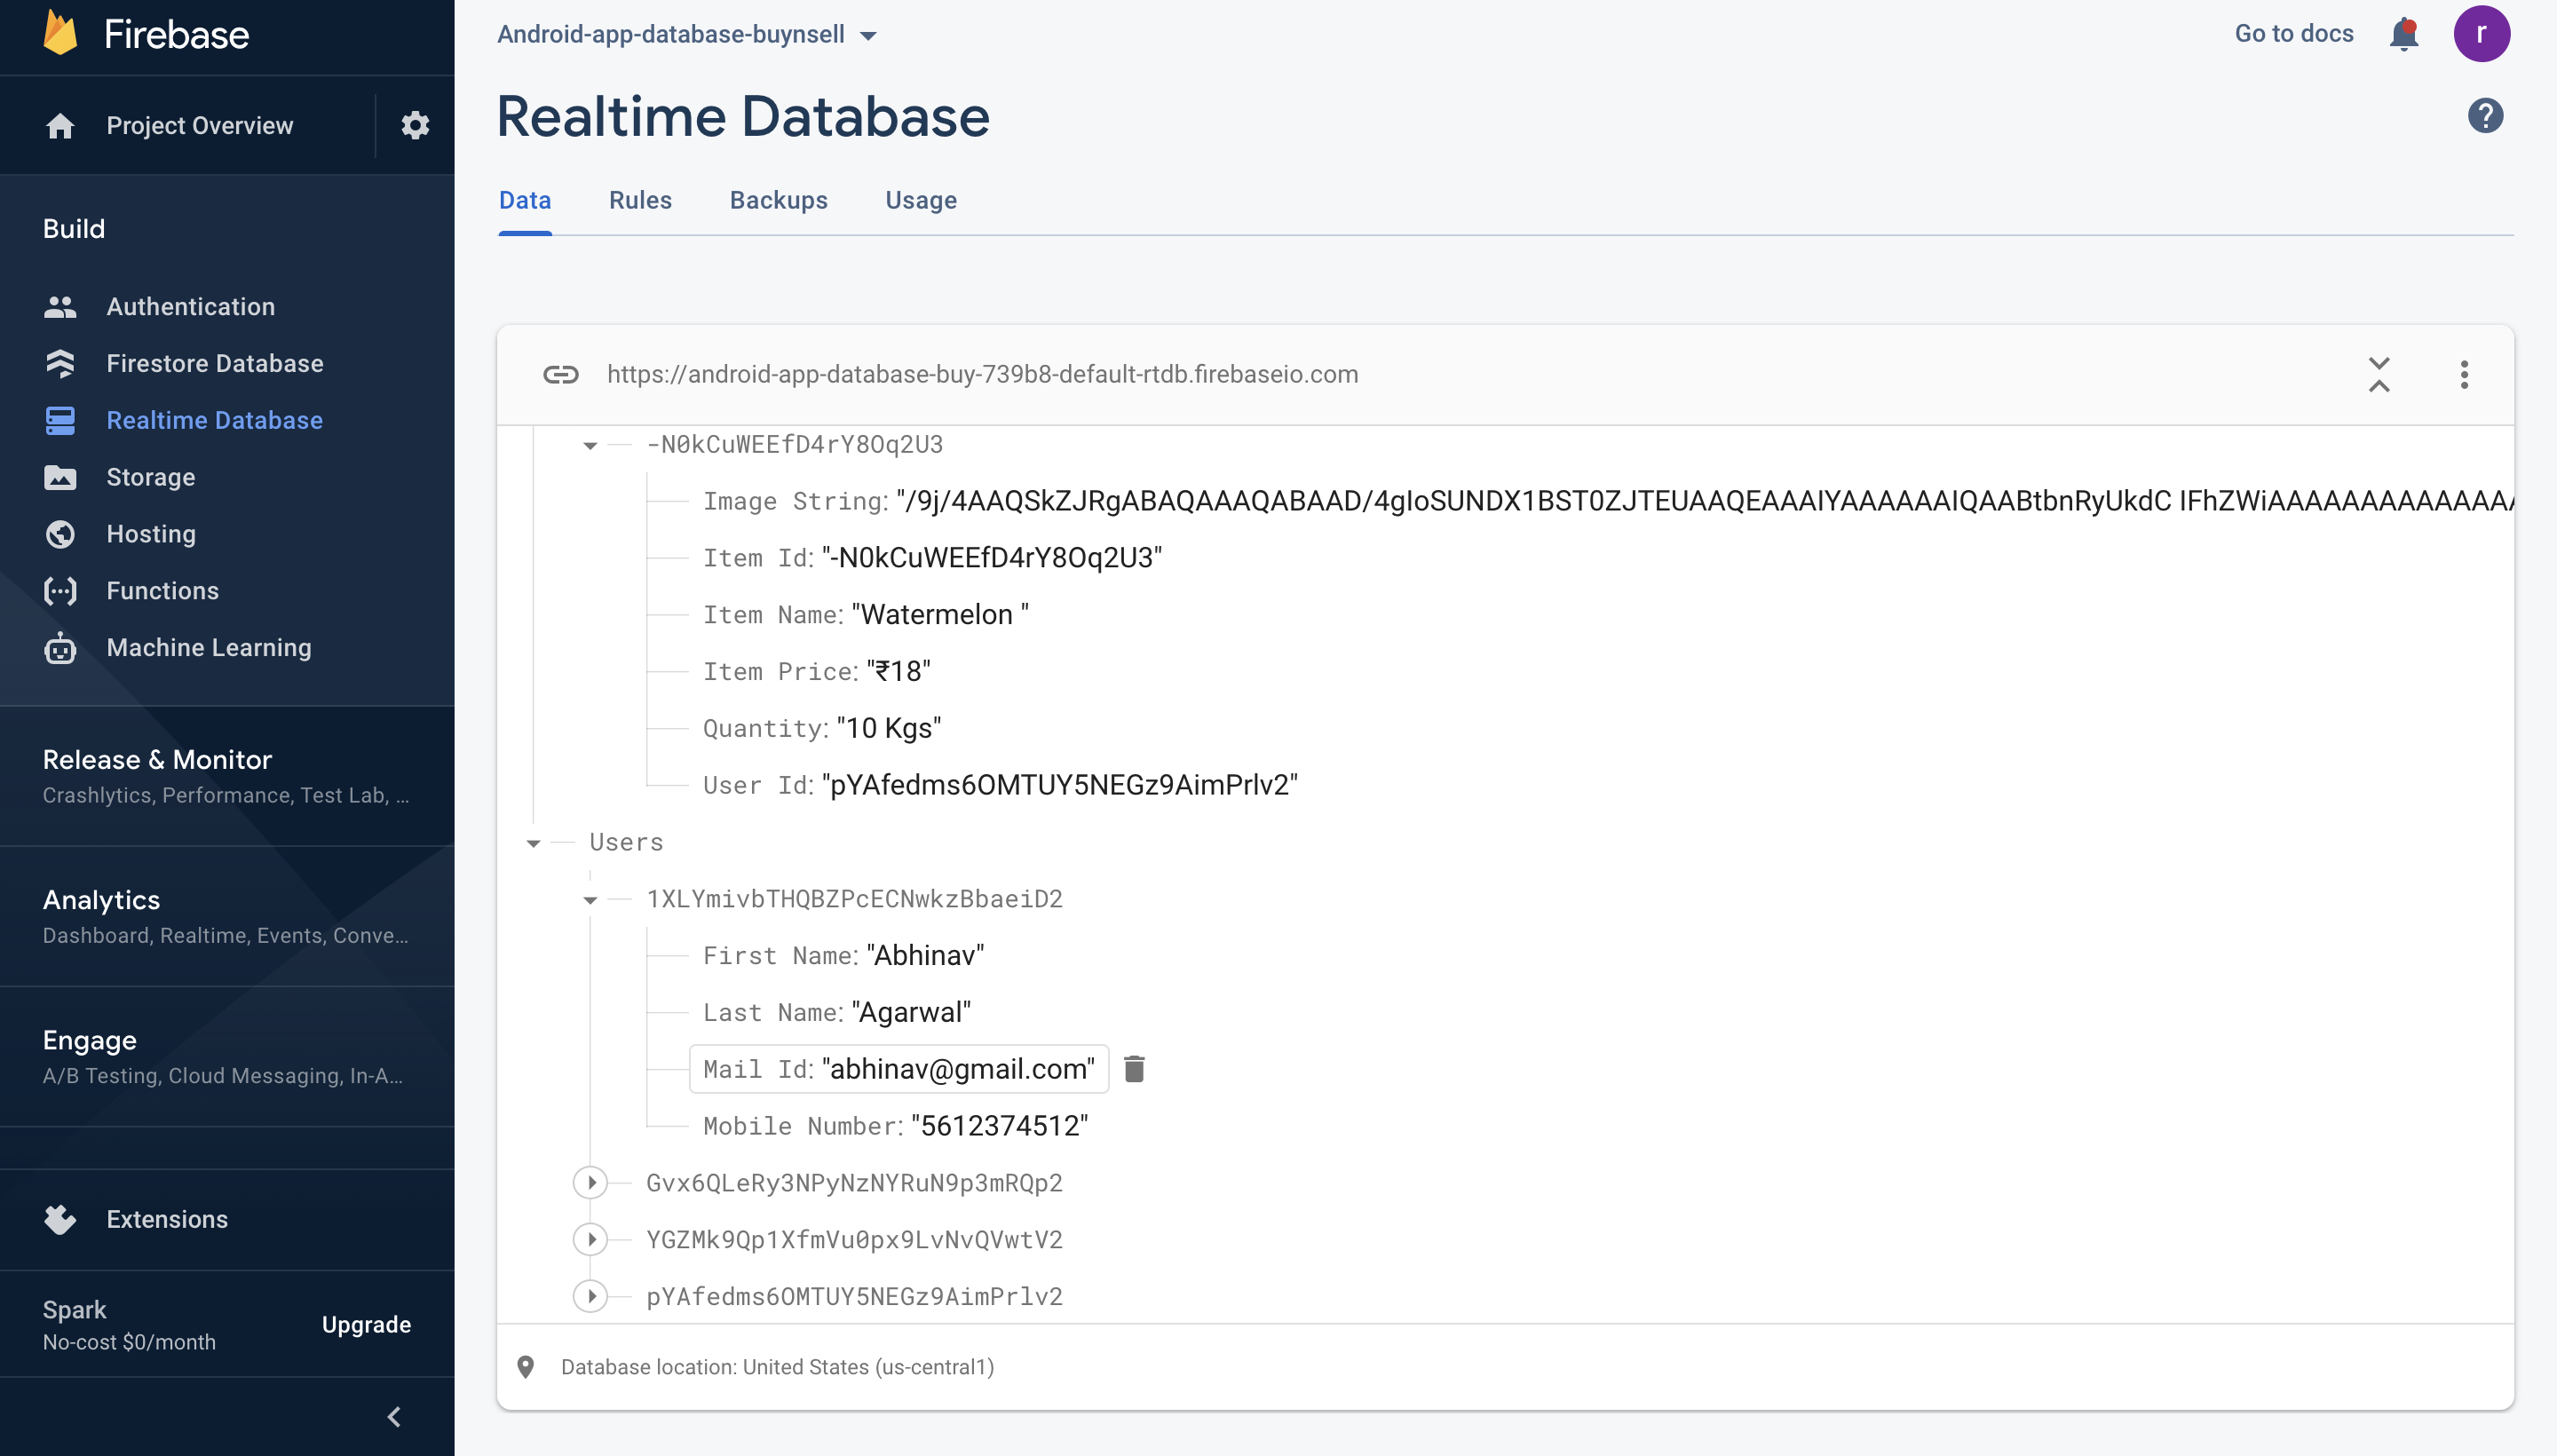 Firebase
Project Overview
Build
Authentication
Firestore Database
Realtime Database
Storage
Hosting
Functions
Machine Learning
Release & Monitor
Crashlytics, Performance, Test Lab, ...
Analytics
Dashboard, Realtime, Events, Conve...
Engage
A/B Testing, Cloud Messaging, In-A...
Extensions
Spark
No-cost $0/month
Upgrade
Android-app-database-buynsell
Go to docs
r
Realtime Database
?
Data Rules Backups Usage
https://android-app-database-buy-739b8-default-rtdb.firebaseio.com
-N0kCuWEEfD4rY8Oq2U3
Image String: "/9j/4AAQSkZJRgABAQAAAQABAAD/4gIoSUNDX1BST0ZJTEUAAQEAAAIYAAAAAAIQAABtbnRyUkdC IFhZWiAAAAAAAAAAAAA
Item Id: "-N0kCuWEEfD4rY8Oq2U3"
Item Name: "Watermelon "
Item Price: "₹18"
Quantity: "10 Kgs"
User Id: "pYAfedms6OMTUY5NEGz9AimPrlv2"
Users
1XLYmivbTHQBZPcECNwkzBbaeiD2
First Name: "Abhinav"
Last Name: "Agarwal"
Mail Id: "abhinav@gmail.com"
Mobile Number: "5612374512"
Gvx6QLeRy3NPyNzNYRuN9p3mRQp2
YGZMk9Qp1XfmVu0px9LvNvQVwtV2
pYAfedms6OMTUY5NEGz9AimPrlv2
Database location: United States (us-central1)